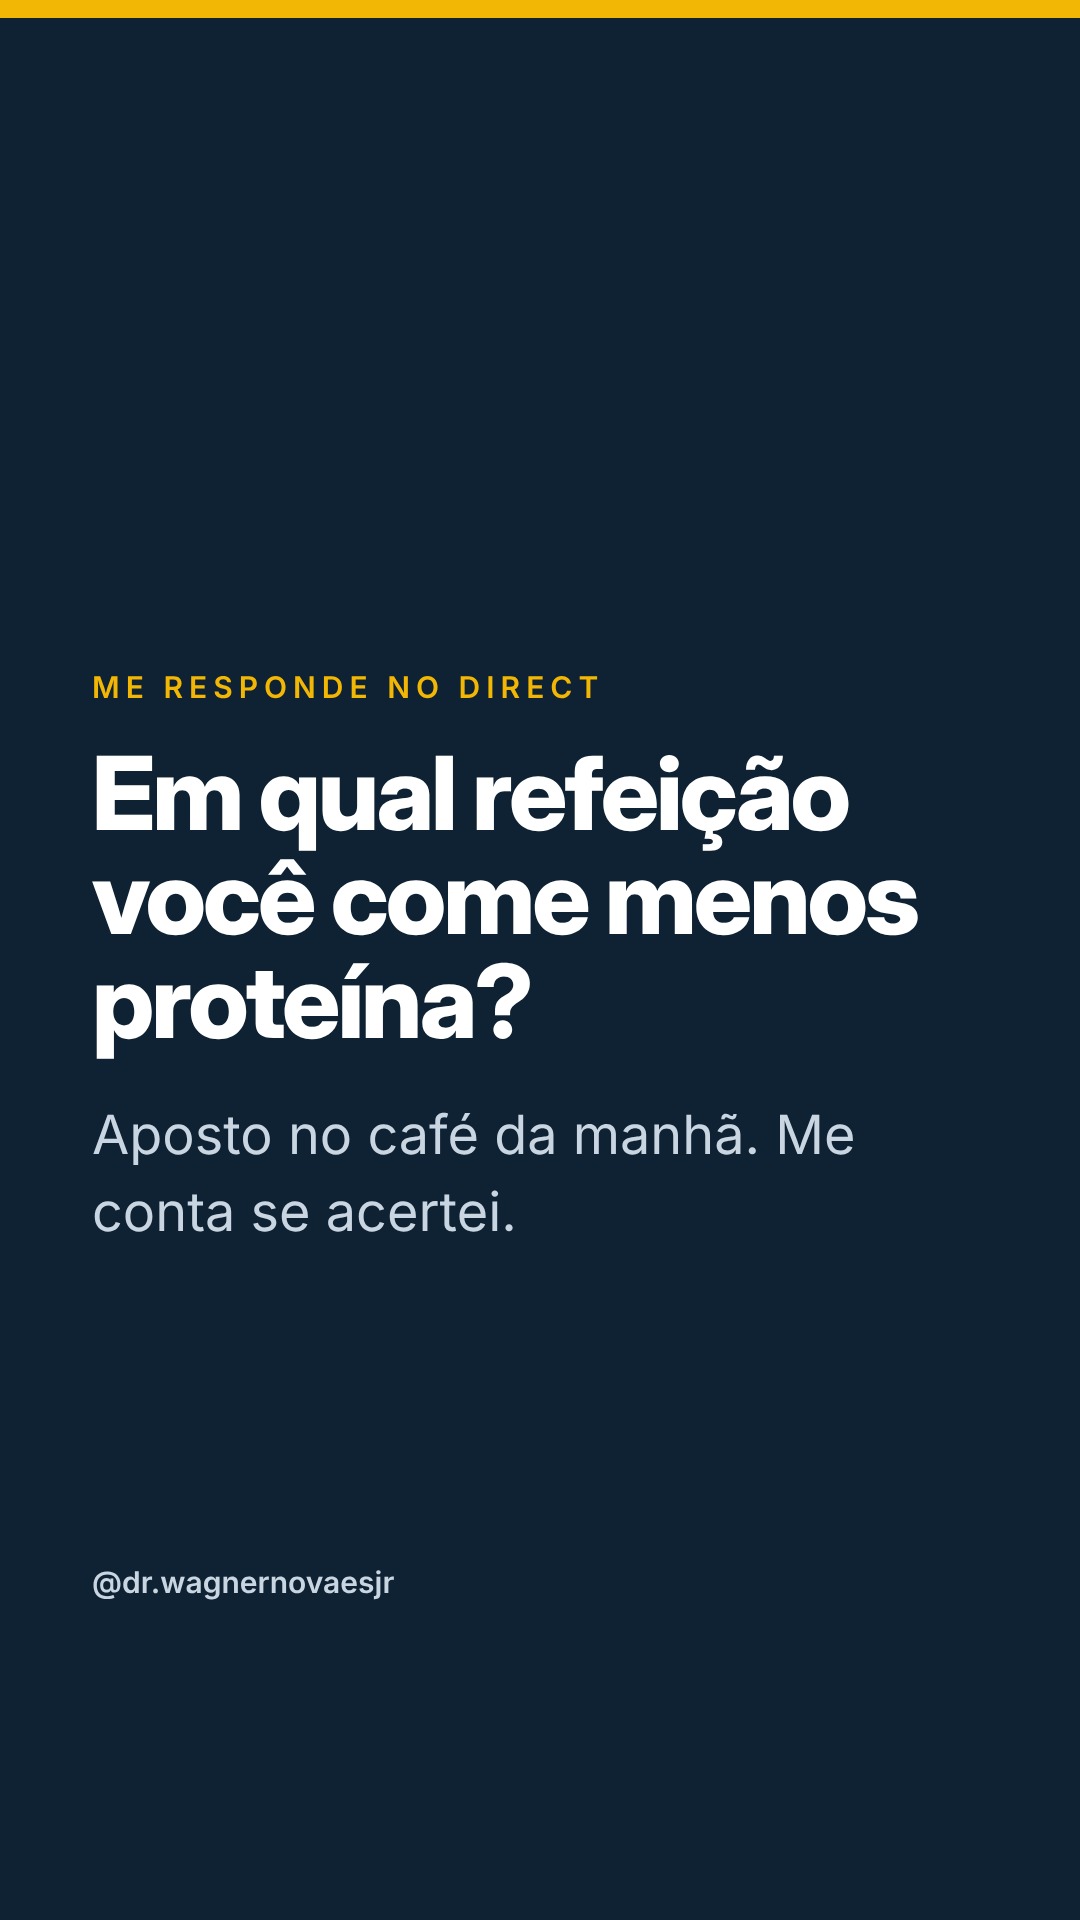 ME RESPONDE NO DIRECT
Em qual refeição
você come menos
proteína?
Aposto no café da manhã. Me
conta se acertei.
@dr.wagnernovaesjr